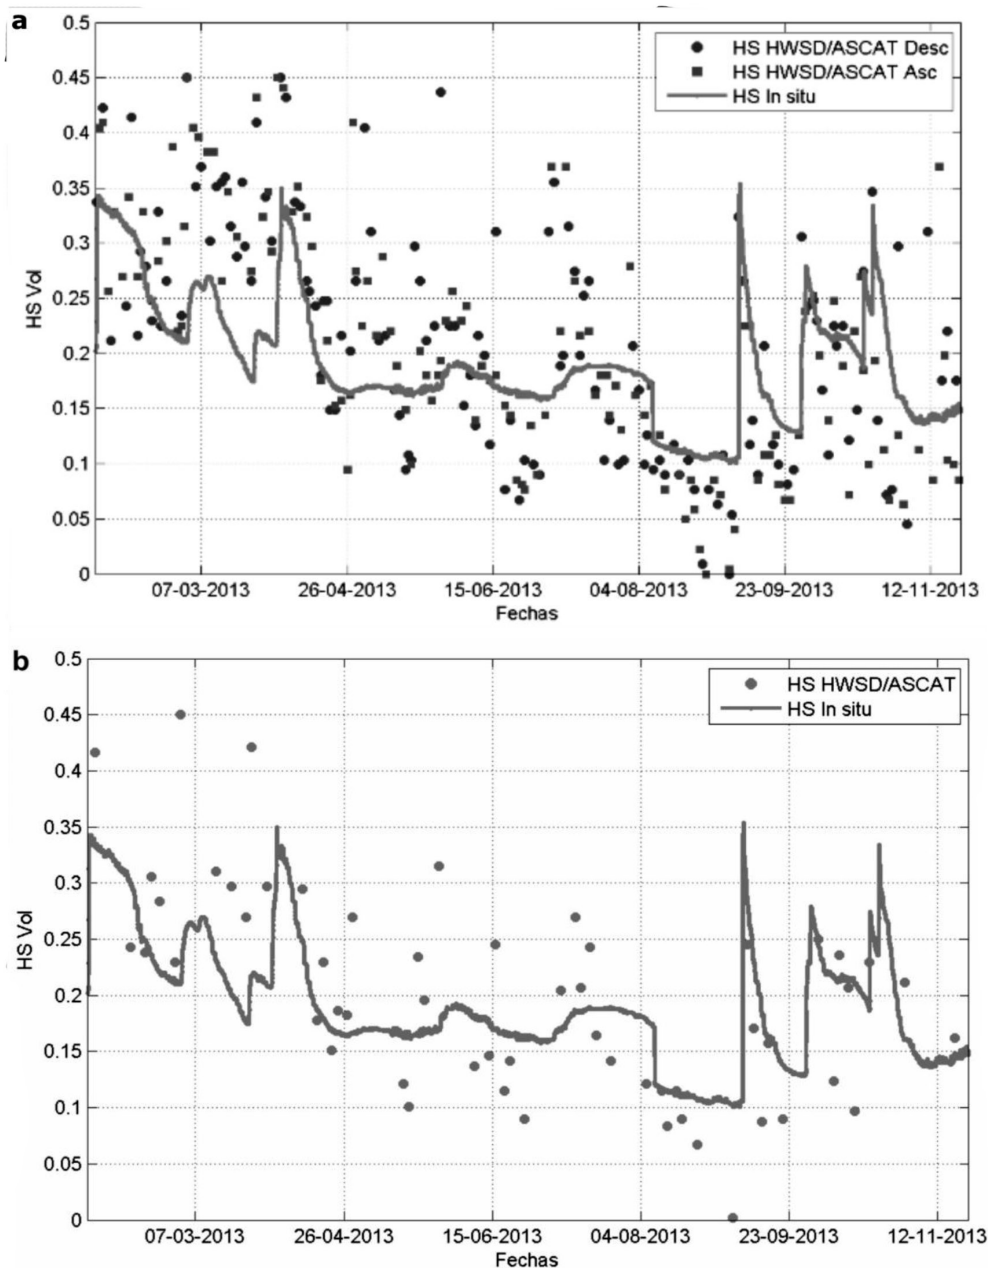 a
0.5
0.45
0.4
0.35
0.3
0.25
0.2
0.15
0.1
0.05
0
HS Vol
HS HWSD/ASCAT Desc
HS HWSD/ASCAT Asc
HS In situ
07-03-2013 26-04-2013 15-06-2013 04-08-2013 23-09-2013 12-11-2013
Fechas
b
0.5
0.45
0.4
0.35
0.3
0.25
0.2
0.15
0.1
0.05
0
HS Vol
HS HWSD/ASCAT
HS In situ
07-03-2013 26-04-2013 15-06-2013 04-08-2013 23-09-2013 12-11-2013
Fechas